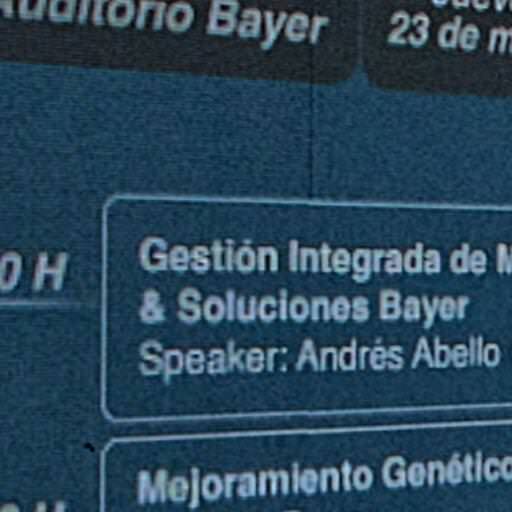 Auditorio Bayer
23 de m
0 H
Gestión Integrada de M
& Soluciones Bayer
Speaker: Andrés Abello
Mejoramiento Genético